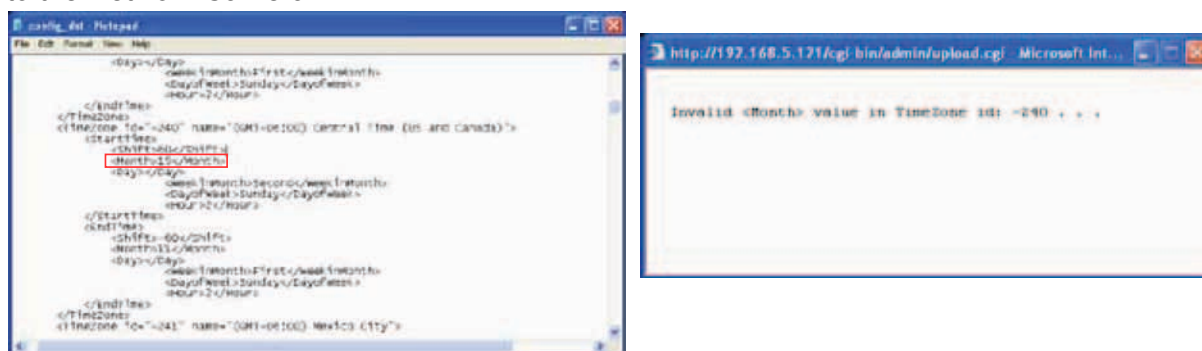 config_dst - Notepad
File Edit Format View Help
<Day></Day>
<WeekInMonth>First</WeekInMonth>
<DayofWeek>Sunday</DayofWeek>
<Hour>2</Hour>
</EndTime>
</TimeZone>
<TimeZone id="-240" name="(GMT-06:00) Central Time (US and Canada)">
<StartTime>
<Shift>60</Shift>
<Month>15</Month>
<Day></Day>
<WeekInMonth>Second</WeekInMonth>
<DayofWeek>Sunday</DayofWeek>
<Hour>2</Hour>
</StartTime>
<EndTime>
<Shift>-60</Shift>
<Month>11</Month>
<Day></Day>
<WeekInMonth>First</WeekInMonth>
<DayofWeek>Sunday</DayofWeek>
<Hour>2</Hour>
</EndTime>
</TimeZone>
<TimeZone id="-241" name="(GMT-06:00) Mexico City">
http://192.168.5.121/cgi-bin/admin/upload.cgi - Microsoft Int...
Invalid <Month> value in TimeZone id: -240 . . .